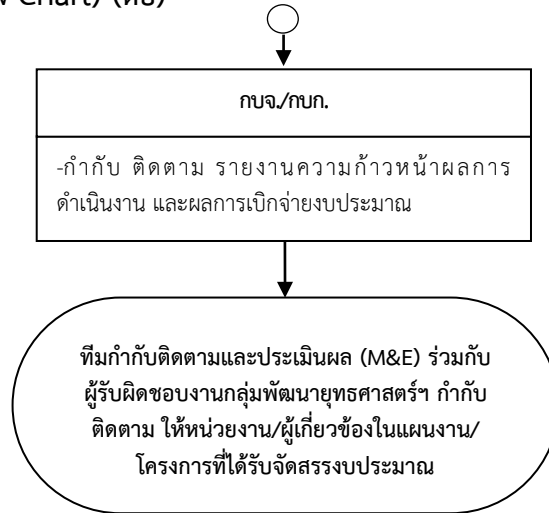 Chart) (ต่อ)
กบจ./กบก.
-กำกับ ติดตาม รายงานความก้าวหน้าผลการ
ดำเนินงาน และผลการเบิกจ่ายงบประมาณ
ทีมกำกับติดตามและประเมินผล (M&E) ร่วมกับ
ผู้รับผิดชอบงานกลุ่มพัฒนายุทธศาสตร์ฯ กำกับ
ติดตาม ให้หน่วยงาน/ผู้เกี่ยวข้องในแผนงาน/
โครงการที่ได้รับจัดสรรงบประมาณ